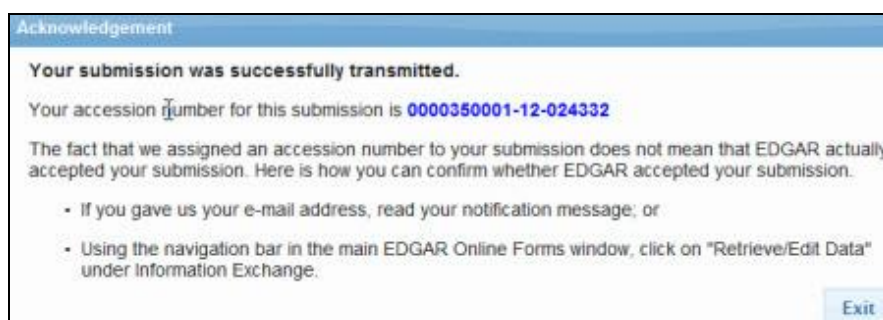 Acknowledgement
Your submission was successfully transmitted.
Your accession number for this submission is 0000350001-12-024332
The fact that we assigned an accession number to your submission does not mean that EDGAR actually
accepted your submission. Here is how you can confirm whether EDGAR accepted your submission.
• If you gave us your e-mail address, read your notification message; or
• Using the navigation bar in the main EDGAR Online Forms window, click on "Retrieve/Edit Data"
under Information Exchange.
Exit